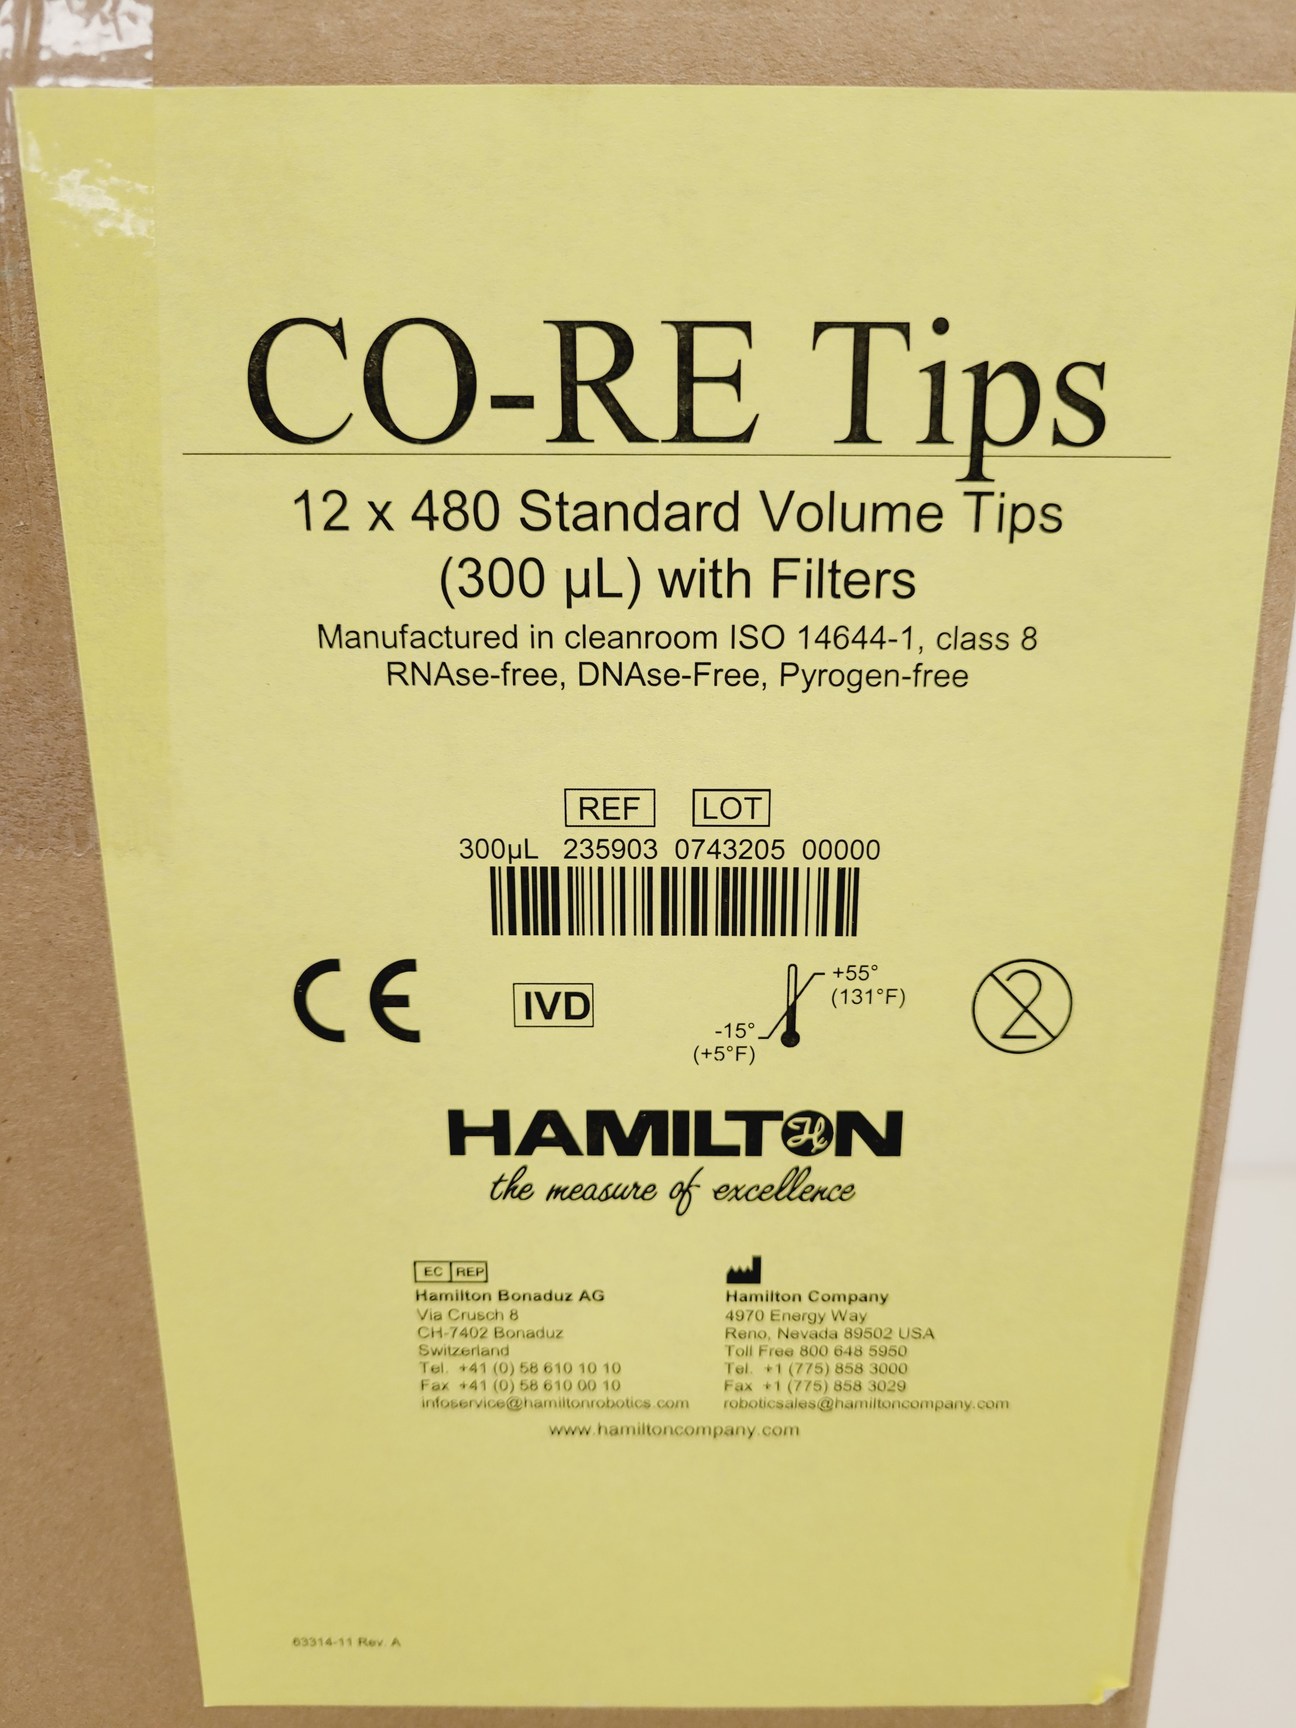 CO-RE Tips
12 x 480 Standard Volume Tips
(300 µL) with Filters
Manufactured in cleanroom ISO 14644-1, class 8
RNAse-free, DNAse-Free, Pyrogen-free
REF LOT
300µL 235903 0743205 00000
CE IVD
+55°
(131°F)
-15°
(+5°F)
2
HAMILTON
the measure of excellence
EC REP
Hamilton Bonaduz AG
Via Crusch 8
CH-7402 Bonaduz
Switzerland
Tel. +41 (0) 58 610 10 10
Fax +41 (0) 58 610 00 10
infoservice@hamiltonrobotics.com
Hamilton Company
4970 Energy Way
Reno, Nevada 89502 USA
Toll Free 800 648 5950
Tel. +1 (775) 858 3000
Fax +1 (775) 858 3029
roboticsales@hamiltoncompany.com
www.hamiltoncompany.com
63314-11 Rev. A